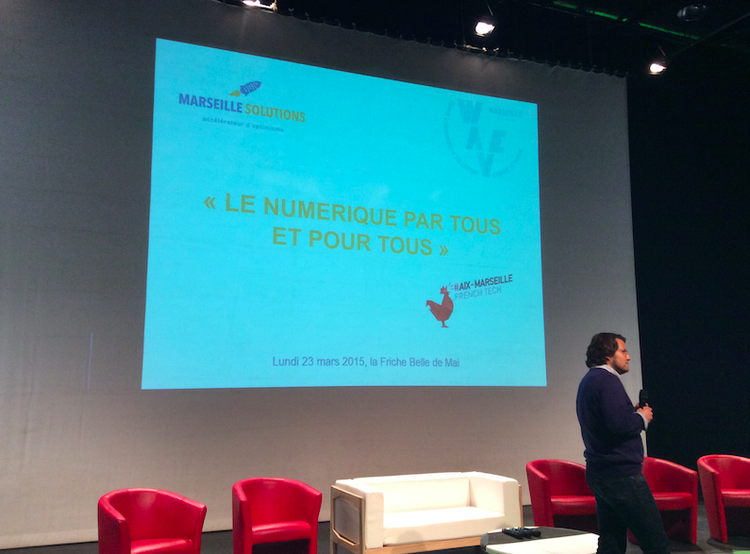 MARSEILLE SOLUTIONS
accélérateur d'optimisme
WAVE
« LE NUMERIQUE PAR TOUS
ET POUR TOUS »
#AIX-MARSEILLE
FRENCH TECH
Lundi 23 mars 2015, la Friche Belle de Mai